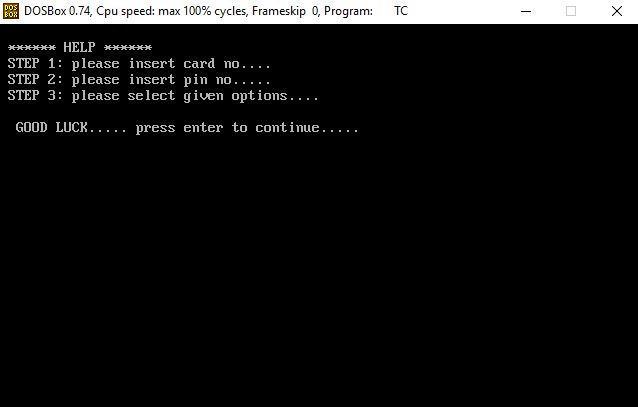 DOSBox 0.74, Cpu speed: max 100% cycles, Frameskip 0, Program: TC
****** HELP ******
STEP 1: please insert card no....
STEP 2: please insert pin no.....
STEP 3: please select given options....
GOOD LUCK..... press enter to continue.....